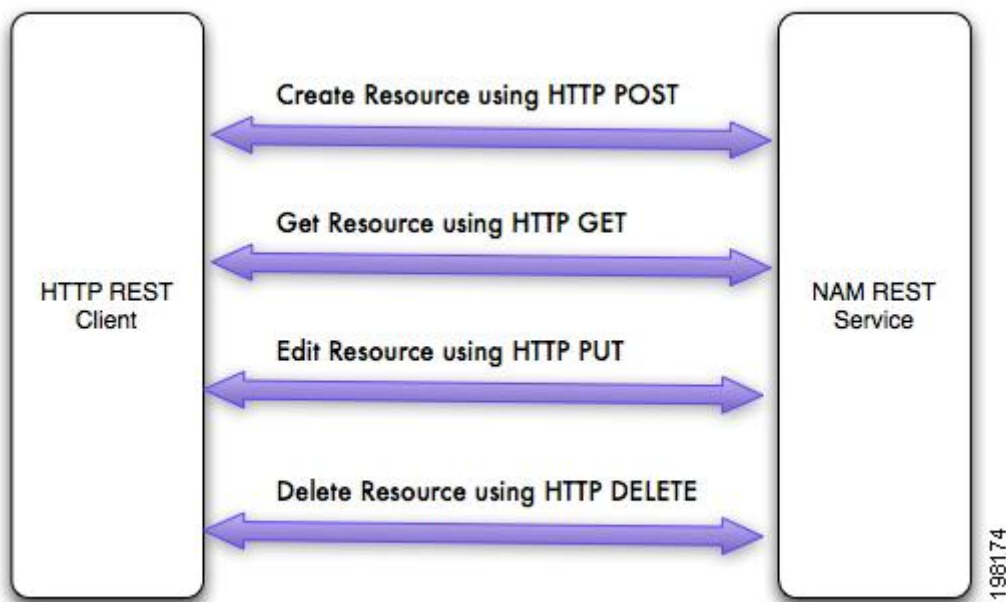 Create Resource using HTTP POST
Get Resource using HTTP GET
HTTP REST
Client
NAM REST
Service
Edit Resource using HTTP PUT
Delete Resource using HTTP DELETE
198174